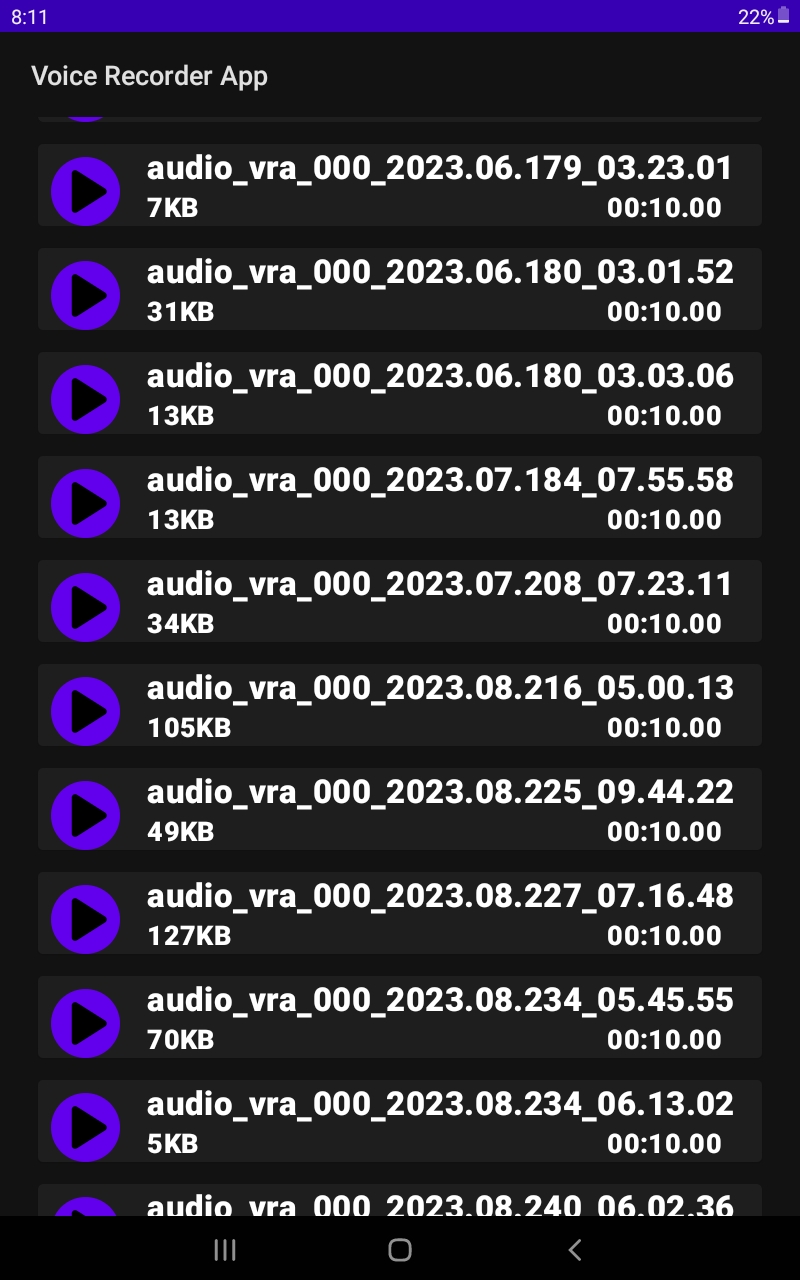 8:11
22%
Voice Recorder App
audio_vra_000_2023.06.179_03.23.01
7KB
00:10.00
audio_vra_000_2023.06.180_03.01.52
31KB
00:10.00
audio_vra_000_2023.06.180_03.03.06
13KB
00:10.00
audio_vra_000_2023.07.184_07.55.58
13KB
00:10.00
audio_vra_000_2023.07.208_07.23.11
34KB
00:10.00
audio_vra_000_2023.08.216_05.00.13
105KB
00:10.00
audio_vra_000_2023.08.225_09.44.22
49KB
00:10.00
audio_vra_000_2023.08.227_07.16.48
127KB
00:10.00
audio_vra_000_2023.08.234_05.45.55
70KB
00:10.00
audio_vra_000_2023.08.234_06.13.02
5KB
00:10.00
audio_vra_000_2023.08.240_06.02.36